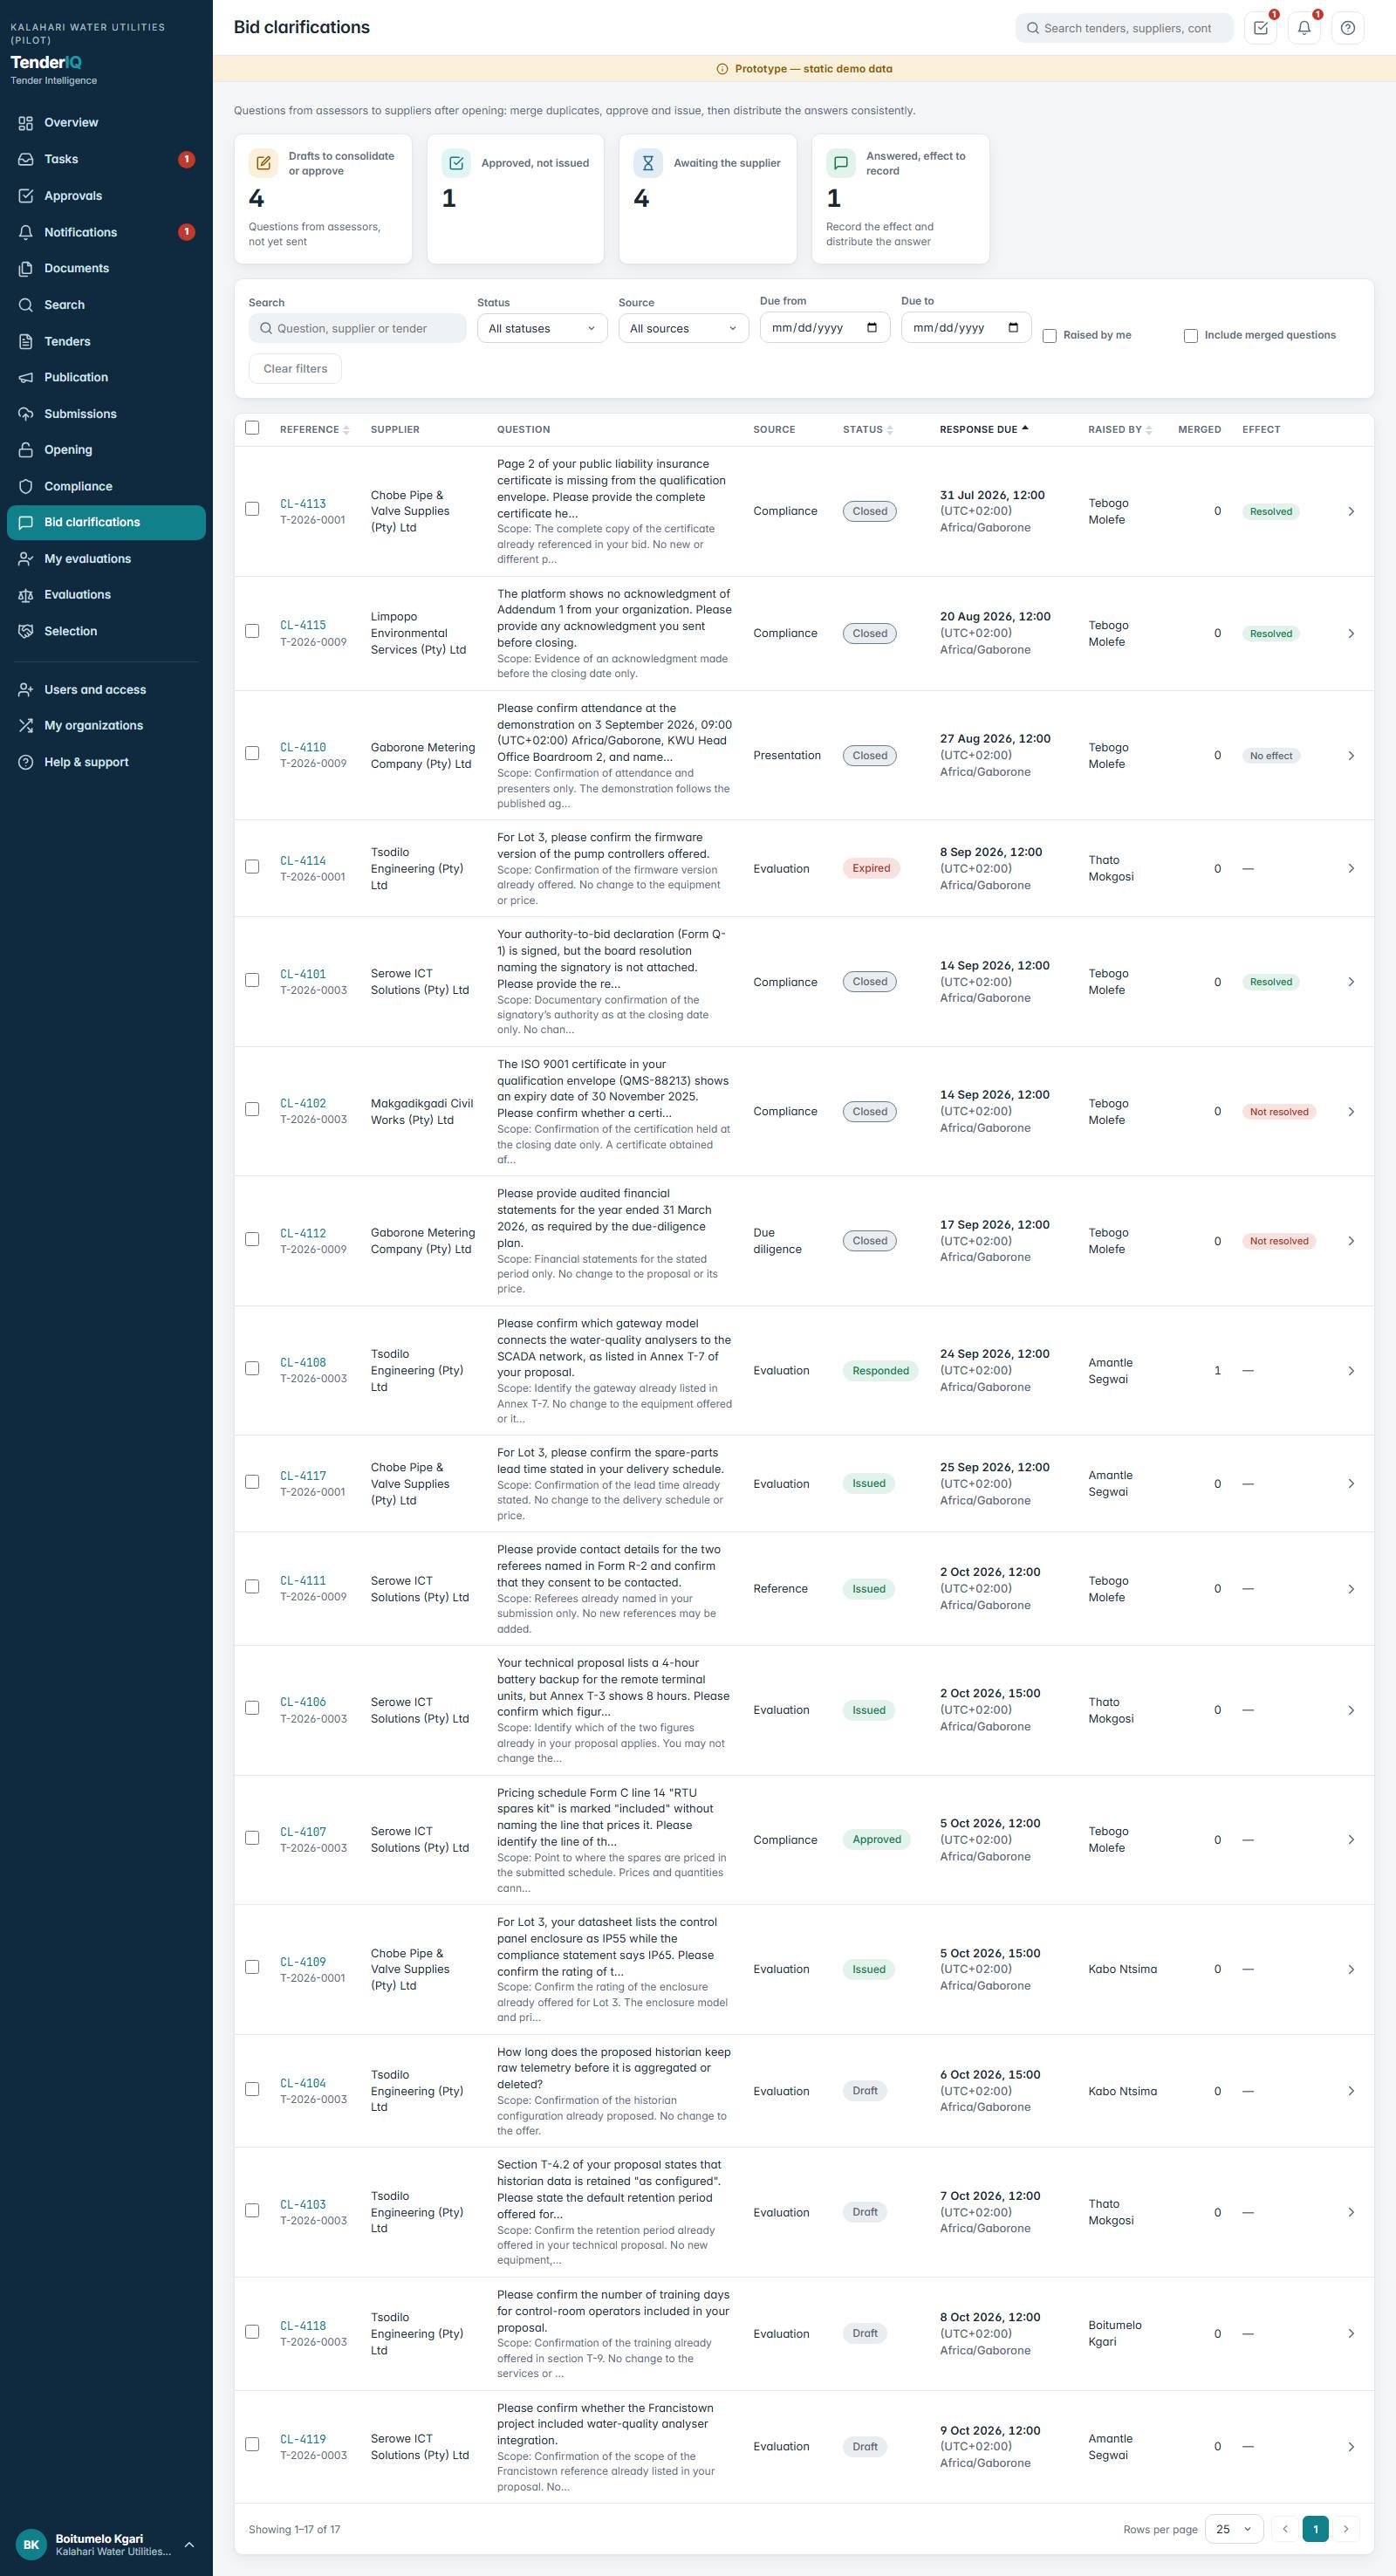 KALAHARI WATER UTILITIES
(PILOT)
TenderIQ
Tender Intelligence
Overview
Tasks 1
Approvals
Notifications 1
Documents
Search
Tenders
Publication
Submissions
Opening
Compliance
Bid clarifications
My evaluations
Evaluations
Selection
Users and access
My organizations
Help & support
BK
Boitumelo Kgari
Kalahari Water Utilities...
Bid clarifications
Search tenders, suppliers, cont
1
1
Prototype — static demo data
Questions from assessors to suppliers after opening: merge duplicates, approve and issue, then distribute the answers consistently.
Drafts to consolidate
or approve
4
Questions from assessors,
not yet sent
Approved, not issued
1
Awaiting the supplier
4
Answered, effect to
record
1
Record the effect and
distribute the answer
Search
Question, supplier or tender
Status
All statuses
Source
All sources
Due from
mm/dd/yyyy
Due to
mm/dd/yyyy
Raised by me
Include merged questions
Clear filters
REFERENCE SUPPLIER QUESTION SOURCE STATUS RESPONSE DUE RAISED BY MERGED EFFECT
CL-4113
T-2026-0001
Chobe Pipe &
Valve Supplies
(Pty) Ltd
Page 2 of your public liability insurance
certificate is missing from the qualification
envelope. Please provide the complete
certificate he...
Scope: The complete copy of the certificate
already referenced in your bid. No new or
different p...
Compliance
Closed
31 Jul 2026, 12:00
(UTC+02:00)
Africa/Gaborone
Tebogo
Molefe
0
Resolved
CL-4115
T-2026-0009
Limpopo
Environmental
Services (Pty) Ltd
The platform shows no acknowledgment of
Addendum 1 from your organization. Please
provide any acknowledgment you sent
before closing.
Scope: Evidence of an acknowledgment made
before the closing date only.
Compliance
Closed
20 Aug 2026, 12:00
(UTC+02:00)
Africa/Gaborone
Tebogo
Molefe
0
Resolved
CL-4110
T-2026-0009
Gaborone Metering
Company (Pty) Ltd
Please confirm attendance at the
demonstration on 3 September 2026, 09:00
(UTC+02:00) Africa/Gaborone, KWU Head
Office Boardroom 2, and name...
Scope: Confirmation of attendance and
presenters only. The demonstration follows the
published ag...
Presentation
Closed
27 Aug 2026, 12:00
(UTC+02:00)
Africa/Gaborone
Tebogo
Molefe
0
No effect
CL-4114
T-2026-0001
Tsodilo
Engineering (Pty)
Ltd
For Lot 3, please confirm the firmware
version of the pump controllers offered.
Scope: Confirmation of the firmware version
already offered. No change to the equipment
or price.
Evaluation
Expired
8 Sep 2026, 12:00
(UTC+02:00)
Africa/Gaborone
Thato
Mokgosi
0
—
CL-4101
T-2026-0003
Serowe ICT
Solutions (Pty) Ltd
Your authority-to-bid declaration (Form Q-
1) is signed, but the board resolution
naming the signatory is not attached.
Please provide the re...
Scope: Documentary confirmation of the
signatory's authority as at the closing date
only. No chan...
Compliance
Closed
14 Sep 2026, 12:00
(UTC+02:00)
Africa/Gaborone
Tebogo
Molefe
0
Resolved
CL-4102
T-2026-0003
Makgadikgadi Civil
Works (Pty) Ltd
The ISO 9001 certificate in your
qualification envelope (QMS-88213) shows
an expiry date of 30 November 2025.
Please confirm whether a certi...
Scope: Confirmation of the certification held at
the closing date only. A certificate obtained
af...
Compliance
Closed
14 Sep 2026, 12:00
(UTC+02:00)
Africa/Gaborone
Tebogo
Molefe
0
Not resolved
CL-4112
T-2026-0009
Gaborone Metering
Company (Pty) Ltd
Please provide audited financial
statements for the year ended 31 March
2026, as required by the due-diligence
plan.
Scope: Financial statements for the stated
period only. No change to the proposal or its
price.
Due
diligence
Closed
17 Sep 2026, 12:00
(UTC+02:00)
Africa/Gaborone
Tebogo
Molefe
0
Not resolved
CL-4108
T-2026-0003
Tsodilo
Engineering (Pty)
Ltd
Please confirm which gateway model
connects the water-quality analysers to the
SCADA network, as listed in Annex T-7 of
your proposal.
Scope: Identify the gateway already listed in
Annex T-7. No change to the equipment offered
or it...
Evaluation
Responded
24 Sep 2026, 12:00
(UTC+02:00)
Africa/Gaborone
Amantle
Segwai
1
—
CL-4117
T-2026-0001
Chobe Pipe &
Valve Supplies
(Pty) Ltd
For Lot 3, please confirm the spare-parts
lead time stated in your delivery schedule.
Scope: Confirmation of the lead time already
stated. No change to the delivery schedule or
price.
Evaluation
Issued
25 Sep 2026, 12:00
(UTC+02:00)
Africa/Gaborone
Amantle
Segwai
0
—
CL-4111
T-2026-0009
Serowe ICT
Solutions (Pty) Ltd
Please provide contact details for the two
referees named in Form R-2 and confirm
that they consent to be contacted.
Scope: Referees already named in your
submission only. No new references may be
added.
Reference
Issued
2 Oct 2026, 12:00
(UTC+02:00)
Africa/Gaborone
Tebogo
Molefe
0
—
CL-4106
T-2026-0003
Serowe ICT
Solutions (Pty) Ltd
Your technical proposal lists a 4-hour
battery backup for the remote terminal
units, but Annex T-3 shows 8 hours. Please
confirm which figur...
Scope: Identify which of the two figures
already in your proposal applies. You may not
change the...
Evaluation
Issued
2 Oct 2026, 15:00
(UTC+02:00)
Africa/Gaborone
Thato
Mokgosi
0
—
CL-4107
T-2026-0003
Serowe ICT
Solutions (Pty) Ltd
Pricing schedule Form C line 14 "RTU
spares kit" is marked "included" without
naming the line that prices it. Please
identify the line of th...
Scope: Point to where the spares are priced in
the submitted schedule. Prices and quantities
cann...
Compliance
Approved
5 Oct 2026, 12:00
(UTC+02:00)
Africa/Gaborone
Tebogo
Molefe
0
—
CL-4109
T-2026-0001
Chobe Pipe &
Valve Supplies
(Pty) Ltd
For Lot 3, your datasheet lists the control
panel enclosure as IP55 while the
compliance statement says IP65. Please
confirm the rating of t...
Scope: Confirm the rating of the enclosure
already offered for Lot 3. The enclosure model
and pri...
Evaluation
Issued
5 Oct 2026, 15:00
(UTC+02:00)
Africa/Gaborone
Kabo Ntsima
0
—
CL-4104
T-2026-0003
Tsodilo
Engineering (Pty)
Ltd
How long does the proposed historian keep
raw telemetry before it is aggregated or
deleted?
Scope: Confirmation of the historian
configuration already proposed. No change to
the offer.
Evaluation
Draft
6 Oct 2026, 15:00
(UTC+02:00)
Africa/Gaborone
Kabo Ntsima
0
—
CL-4103
T-2026-0003
Tsodilo
Engineering (Pty)
Ltd
Section T-4.2 of your proposal states that
historian data is retained "as configured".
Please state the default retention period
offered for...
Scope: Confirm the retention period already
offered in your technical proposal. No new
equipment,...
Evaluation
Draft
7 Oct 2026, 12:00
(UTC+02:00)
Africa/Gaborone
Thato
Mokgosi
0
—
CL-4118
T-2026-0003
Tsodilo
Engineering (Pty)
Ltd
Please confirm the number of training days
for control-room operators included in your
proposal.
Scope: Confirmation of the training already
offered in section T-9. No change to the
services or ...
Evaluation
Draft
8 Oct 2026, 12:00
(UTC+02:00)
Africa/Gaborone
Boitumelo
Kgari
0
—
CL-4119
T-2026-0003
Serowe ICT
Solutions (Pty) Ltd
Please confirm whether the Francistown
project included water-quality analyser
integration.
Scope: Confirmation of the scope of the
Francistown reference already listed in your
proposal. No...
Evaluation
Draft
9 Oct 2026, 12:00
(UTC+02:00)
Africa/Gaborone
Amantle
Segwai
0
—
Showing 1–17 of 17
Rows per page 25 1